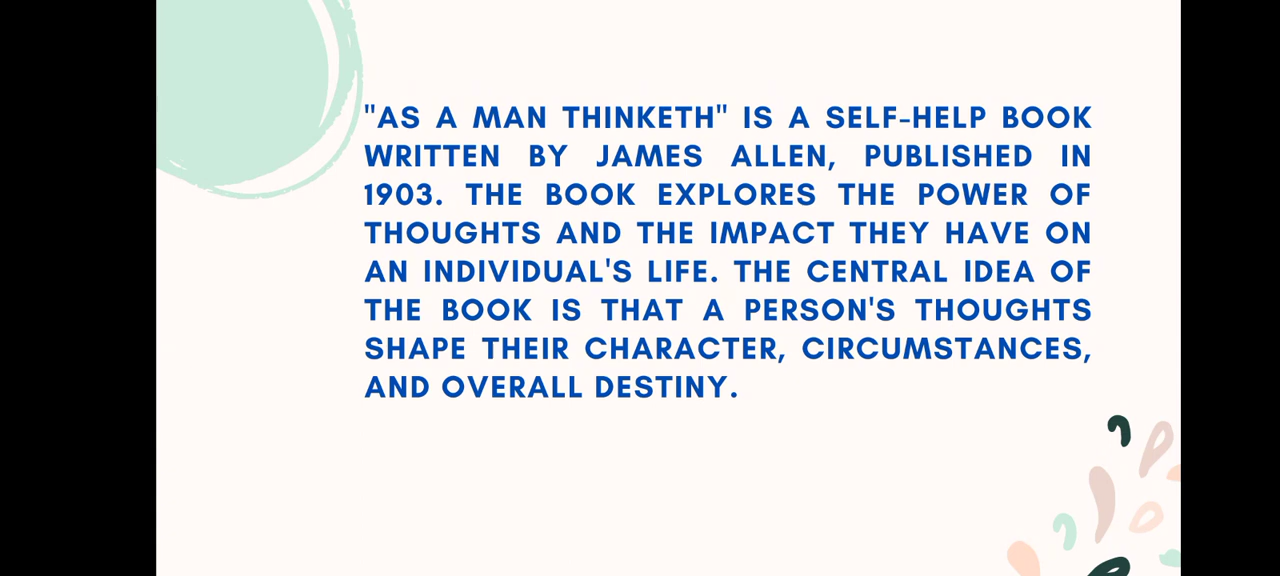 "AS A MAN THINKETH" IS A SELF-HELP BOOK
WRITTEN BY JAMES ALLEN, PUBLISHED IN
1903. THE BOOK EXPLORES THE POWER OF
THOUGHTS AND THE IMPACT THEY HAVE ON
AN INDIVIDUAL'S LIFE. THE CENTRAL IDEA OF
THE BOOK IS THAT A PERSON'S THOUGHTS
SHAPE THEIR CHARACTER, CIRCUMSTANCES,
AND OVERALL DESTINY.